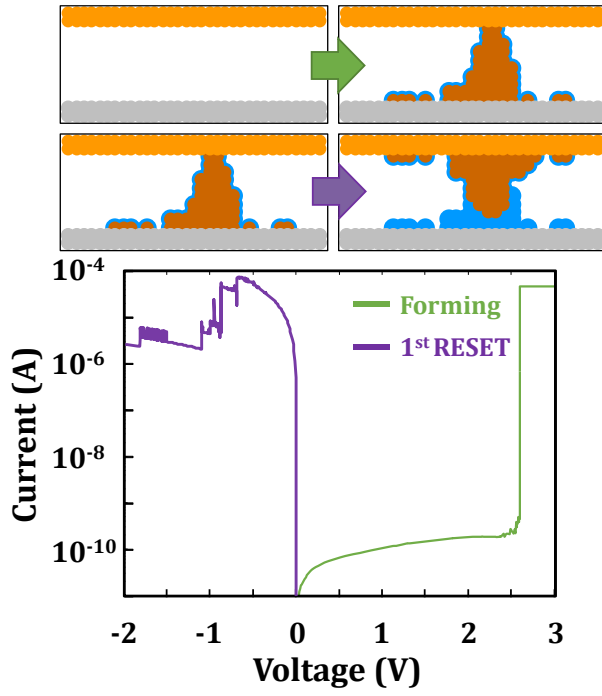 10⁻⁴
10⁻⁶
10⁻⁸
10⁻¹⁰
Current (A)
Forming
1ˢᵗ RESET
-2 -1 0 1 2 3
Voltage (V)